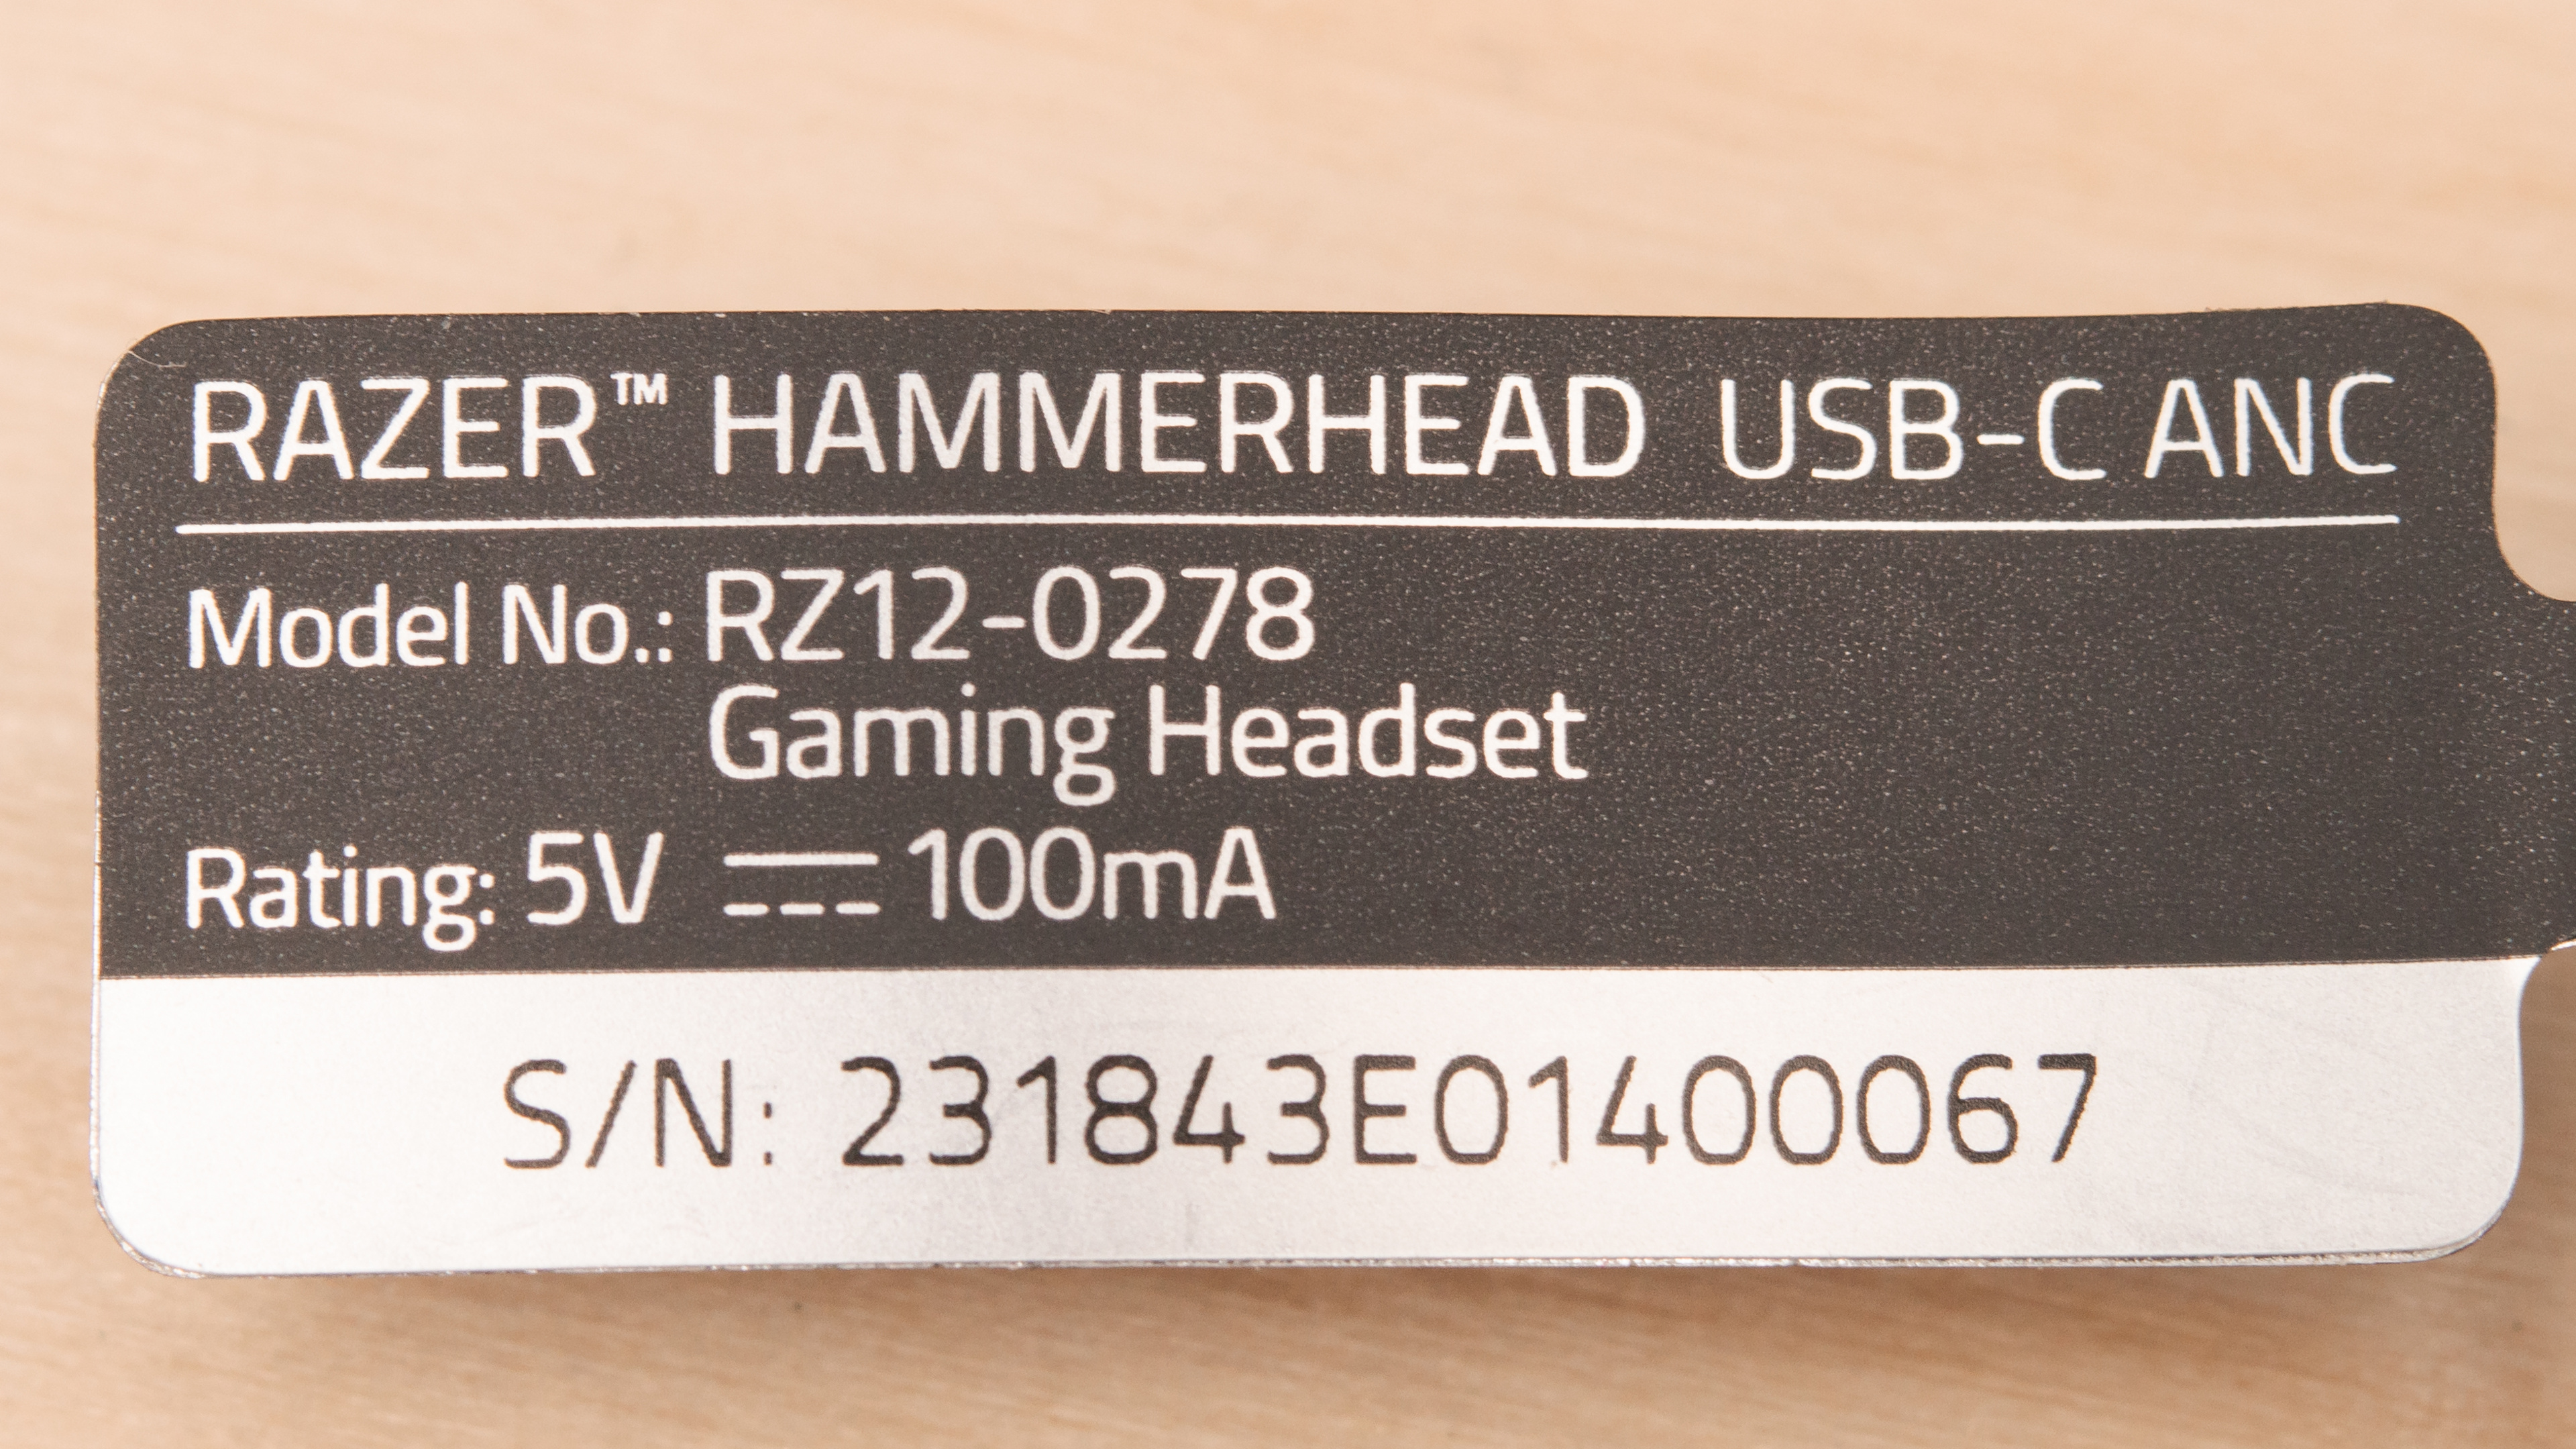 RAZER™ HAMMERHEAD USB-C ANC
Model No.: RZ12-0278
Gaming Headset
Rating: 5V ⎓ 100mA
S/N: 231843E01400067